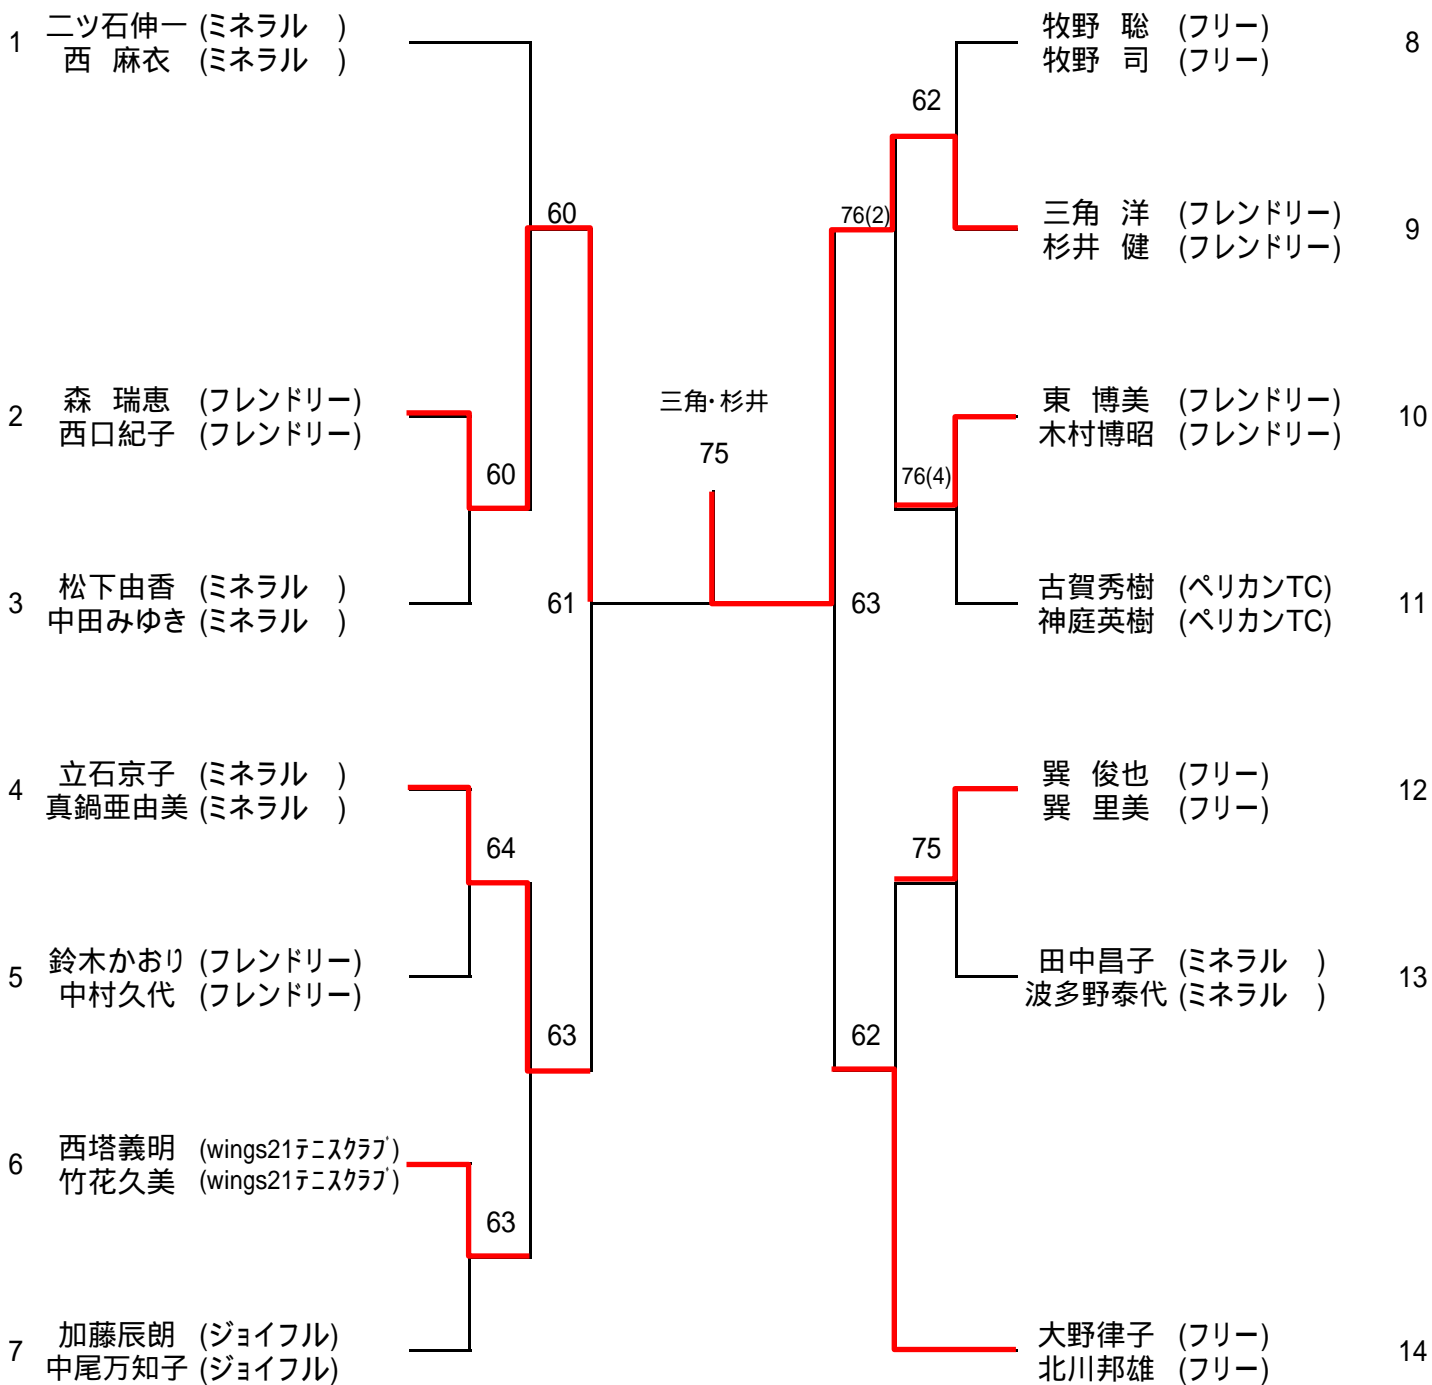 1 二ツ石伸一 (ミネラル )
西 麻衣 (ミネラル )
2 森 瑞恵 (フレンドリー)
西口紀子 (フレンドリー)
3 松下由香 (ミネラル )
中田みゆき (ミネラル )
4 立石京子 (ミネラル )
真鍋亜由美 (ミネラル )
5 鈴木かおり (フレンドリー)
中村久代 (フレンドリー)
6 西塔義明 (wings21ﾃﾆｽｸﾗﾌﾞ)
竹花久美 (wings21ﾃﾆｽｸﾗﾌﾞ)
7 加藤辰朗 (ジョイフル)
中尾万知子 (ジョイフル)
60
60
61
64
63
63
三角・杉井
75
62
76(2)
76(4)
63
75
62
牧野 聡 (フリー) 8
牧野 司 (フリー)
三角 洋 (フレンドリー) 9
杉井 健 (フレンドリー)
東 博美 (フレンドリー) 10
木村博昭 (フレンドリー)
古賀秀樹 (ペリカンTC) 11
神庭英樹 (ペリカンTC)
巽 俊也 (フリー) 12
巽 里美 (フリー)
田中昌子 (ミネラル ) 13
波多野泰代 (ミネラル )
大野律子 (フリー) 14
北川邦雄 (フリー)